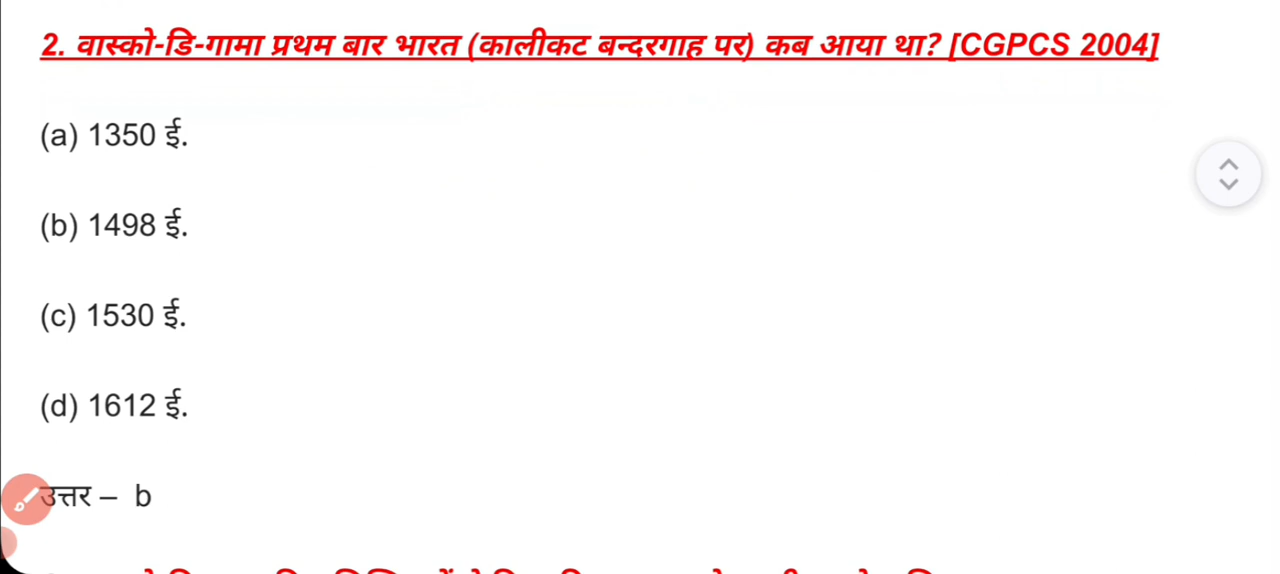 2. वास्को-डि-गामा प्रथम बार भारत (कालीकट बन्दरगाह पर) कब आया था? [CGPCS 2004]
(a) 1350 ई.
(b) 1498 ई.
(c) 1530 ई.
(d) 1612 ई.
उत्तर – b